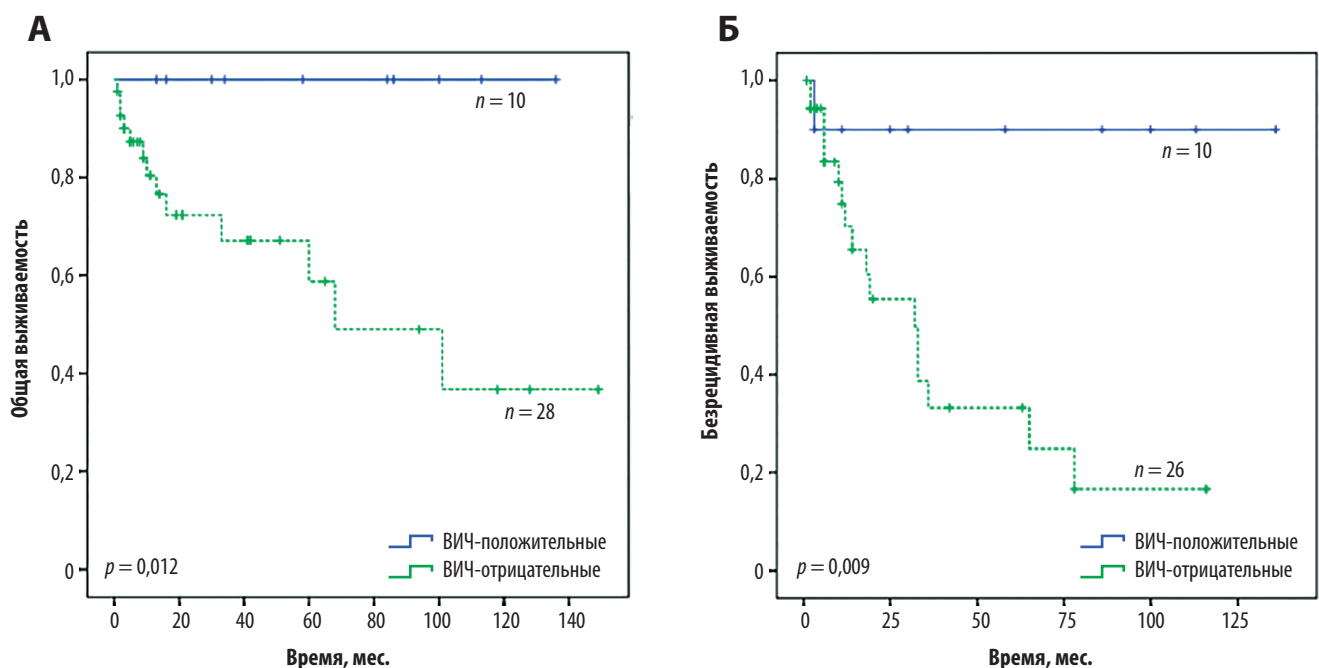 А
Общая выживаемость
1,0
0,8
0,6
0,4
0,2
0
n = 10
n = 28
ВИЧ-положительные
ВИЧ-отрицательные
p = 0,012
0 20 40 60 80 100 120 140
Время, мес.
Б
Безрецидивная выживаемость
1,0
0,8
0,6
0,4
0,2
0
n = 10
n = 26
ВИЧ-положительные
ВИЧ-отрицательные
p = 0,009
0 25 50 75 100 125
Время, мес.